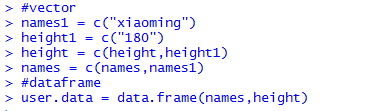 > #vector
> names1 = c("xiaoming")
> height1 = c("180")
> height = c(height,height1)
> names = c(names,names1)
> #dataframe
> user.data = data.frame(names,height)